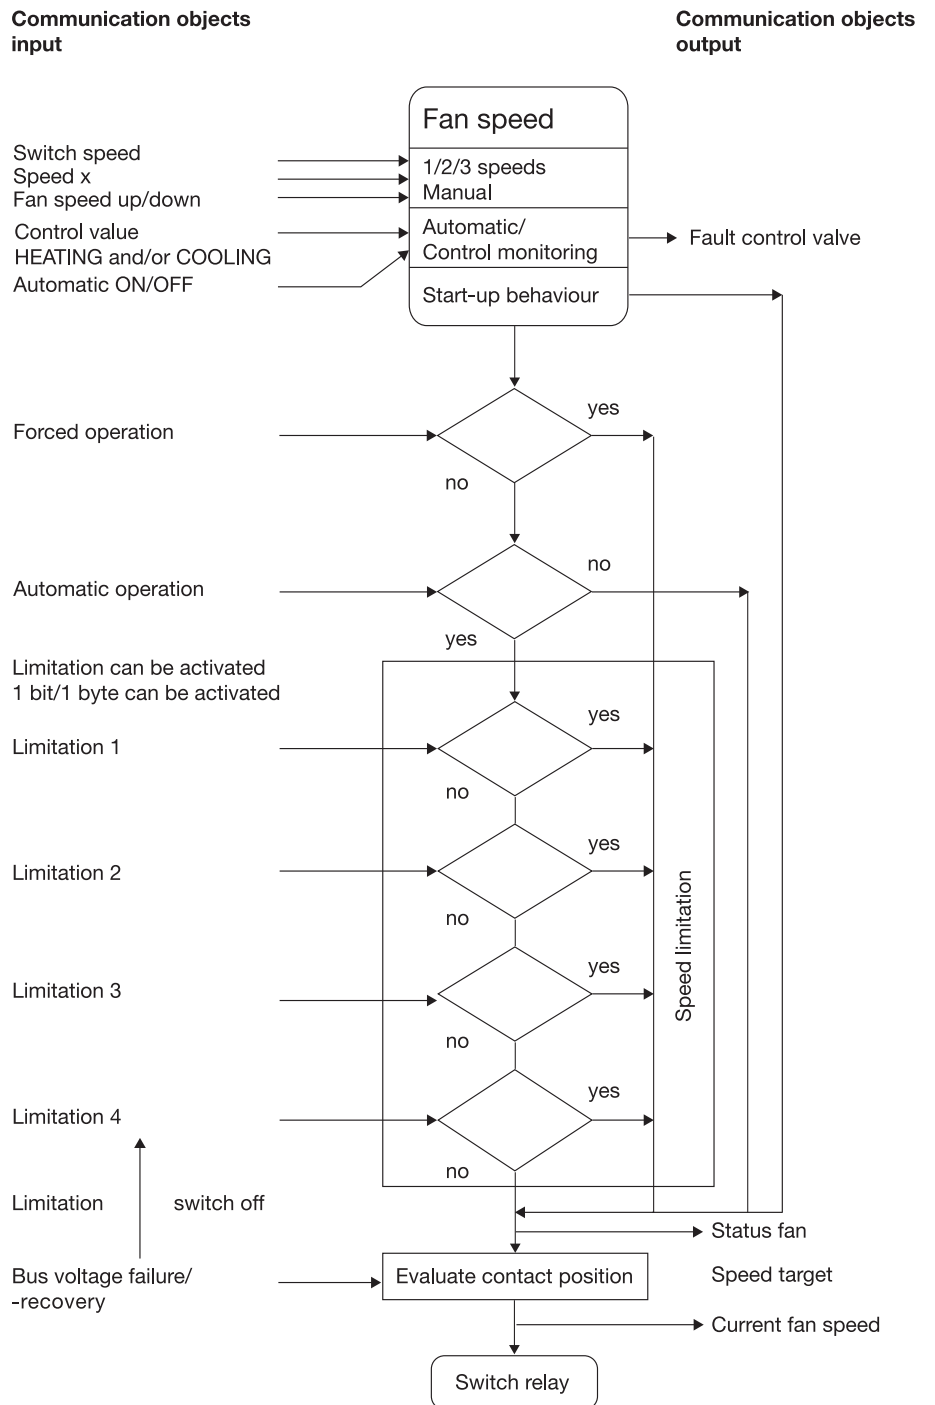 Communication objects
input
Communication objects
output
Fan speed
Switch speed
Speed x
Fan speed up/down
1/2/3 speeds
Manual
Control value
HEATING and/or COOLING
Automatic ON/OFF
Automatic/
Control monitoring
Fault control valve
Start-up behaviour
yes
Forced operation
no
no
Automatic operation
yes
Limitation can be activated
1 bit/1 byte can be activated
yes
Limitation 1
no
yes
Limitation 2
no
Speed limitation
yes
Limitation 3
no
yes
Limitation 4
no
Limitation
switch off
Status fan
Bus voltage failure/
-recovery
Evaluate contact position
Speed target
Current fan speed
Switch relay